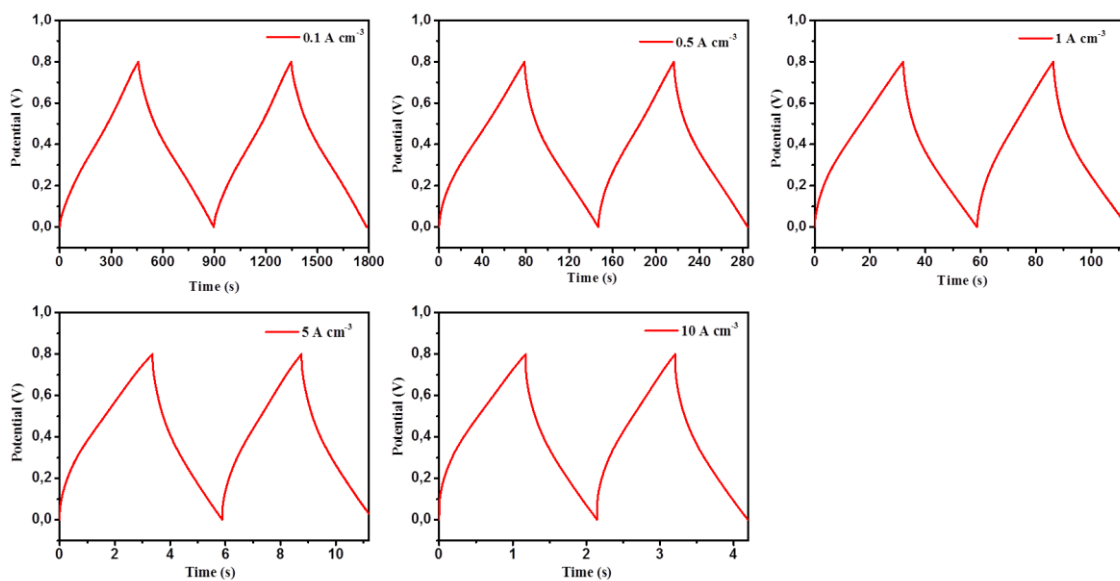 1,0
0,8
0,6
0,4
0,2
0,0
Potential (V)
0.1 A cm⁻³
0 300 600 900 1200 1500 1800
Time (s)
1,0
0,8
0,6
0,4
0,2
0,0
Potential (V)
0.5 A cm⁻³
0 40 80 120 160 200 240 280
Time (s)
1,0
0,8
0,6
0,4
0,2
0,0
Potential (V)
1 A cm⁻³
0 20 40 60 80 100
Time (s)
1,0
0,8
0,6
0,4
0,2
0,0
Potential (V)
5 A cm⁻³
0 2 4 6 8 10
Time (s)
1,0
0,8
0,6
0,4
0,2
0,0
Potential (V)
10 A cm⁻³
0 1 2 3 4
Time (s)